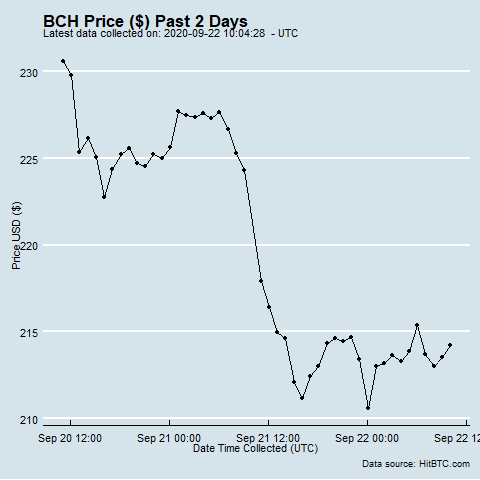 BCH Price ($) Past 2 Days
Latest data collected on: 2020-09-22 10:04:28 - UTC
230
225
220
215
210
Price USD ($)
Sep 20 12:00 Sep 21 00:00 Sep 21 12:00 Sep 22 00:00 Sep 22 12
Date Time Collected (UTC)
Data source: HitBTC.com